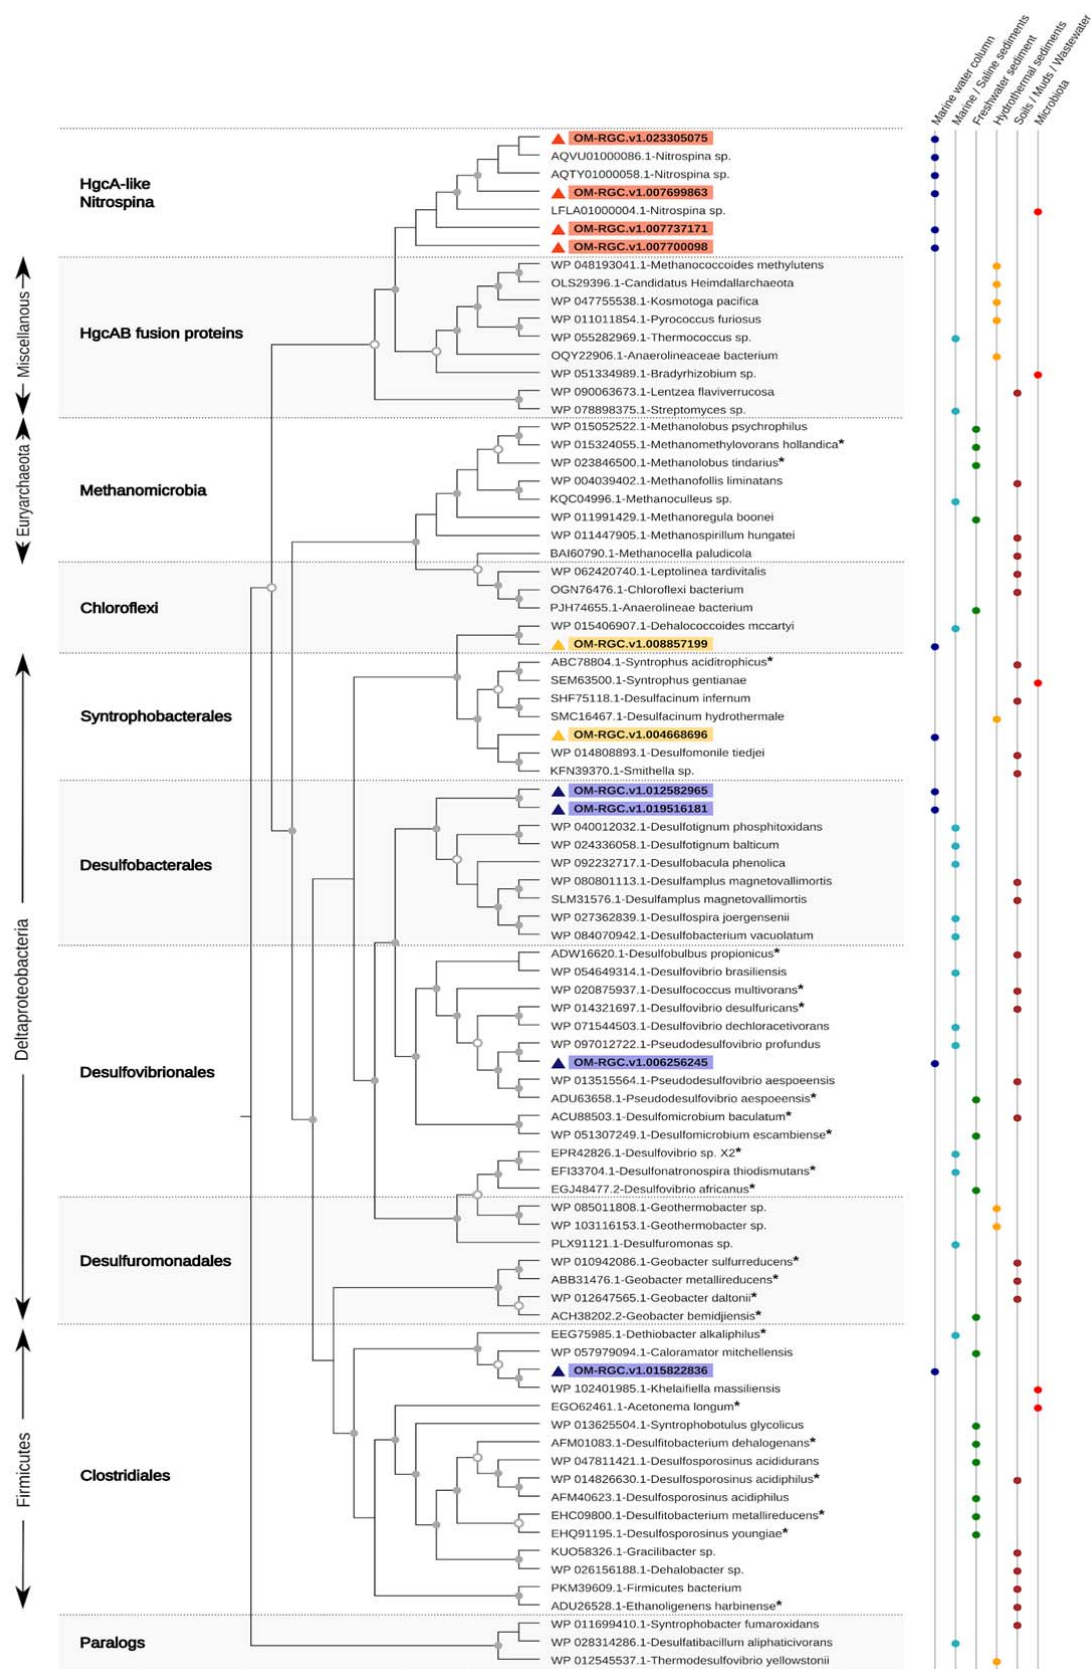 Marine water column
Marine / Saline sediments
Freshwater sediment
Hydrothermal sediments
Soils / Muds / Wastewater
Microbiota
HgcA-like
Nitrospina
OM-RGC.v1.023305075
AQVU01000086.1-Nitrospina sp.
AQTY01000058.1-Nitrospina sp.
OM-RGC.v1.007699863
LFLA01000004.1-Nitrospina sp.
OM-RGC.v1.007737171
OM-RGC.v1.007700098
Miscellanous
HgcAB fusion proteins
WP 048193041.1-Methanococcoides methylutens
OLS29396.1-Candidatus Heimdallarchaeota
WP 047755538.1-Kosmotoga pacifica
WP 011011854.1-Pyrococcus furiosus
WP 055282969.1-Thermococcus sp.
OQY22906.1-Anaerolineaceae bacterium
WP 051334989.1-Bradyrhizobium sp.
WP 090063673.1-Lentzea flaviverrucosa
WP 078898375.1-Streptomyces sp.
Euryarchaeota
Methanomicrobia
WP 015052522.1-Methanolobus psychrophilus
WP 015324055.1-Methanomethylovorans hollandica*
WP 023846500.1-Methanolobus tindarius*
WP 004039402.1-Methanofollis liminatans
KQC04996.1-Methanoculleus sp.
WP 011991429.1-Methanoregula boonei
WP 011447905.1-Methanospirillum hungatei
BAI60790.1-Methanocella paludicola
Chloroflexi
WP 062420740.1-Leptolinea tardivitalis
OGN76476.1-Chloroflexi bacterium
PJH74655.1-Anaerolineae bacterium
WP 015406907.1-Dehalococcoides mccartyi
OM-RGC.v1.008857199
Deltaproteobacteria
Syntrophobacterales
ABC78804.1-Syntrophus aciditrophicus*
SEM63500.1-Syntrophus gentianae
SHF75118.1-Desulfacinum infernum
SMC16467.1-Desulfacinum hydrothermale
OM-RGC.v1.004668696
WP 014808893.1-Desulfomonile tiedjei
KFN39370.1-Smithella sp.
Desulfobacterales
OM-RGC.v1.012582965
OM-RGC.v1.019516181
WP 040012032.1-Desulfotignum phosphitoxidans
WP 024336058.1-Desulfotignum balticum
WP 092232717.1-Desulfobacula phenolica
WP 080801113.1-Desulfamplus magnetovallimortis
SLM31576.1-Desulfamplus magnetovallimortis
WP 027362839.1-Desulfospira joergensenii
WP 084070942.1-Desulfobacterium vacuolatum
Desulfovibrionales
ADW16620.1-Desulfobulbus propionicus*
WP 054649314.1-Desulfovibrio brasiliensis
WP 020875937.1-Desulfococcus multivorans*
WP 014321697.1-Desulfovibrio desulfuricans*
WP 071544503.1-Desulfovibrio dechloracetivorans
WP 097012722.1-Pseudodesulfovibrio profundus
OM-RGC.v1.006256245
WP 013515564.1-Pseudodesulfovibrio aespoeensis
ADU63658.1-Pseudodesulfovibrio aespoeensis*
ACU88503.1-Desulfomicrobium baculatum*
WP 051307249.1-Desulfomicrobium escambiense*
EPR42826.1-Desulfovibrio sp. X2*
EFI33704.1-Desulfonatronospira thiodismutans*
EGJ48477.2-Desulfovibrio africanus*
Desulfuromonadales
WP 085011808.1-Geothermobacter sp.
WP 103116153.1-Geothermobacter sp.
PLX91121.1-Desulfuromonas sp.
WP 010942086.1-Geobacter sulfurreducens*
ABB31476.1-Geobacter metallireducens*
WP 012647565.1-Geobacter daltonii*
ACH38202.2-Geobacter bemidjiensis*
Firmicutes
Clostridiales
EEG75985.1-Dethiobacter alkaliphilus*
WP 057979094.1-Caloramator mitchellensis
OM-RGC.v1.015822836
WP 102401985.1-Khelaifiella massiliensis
EGO62461.1-Acetonema longum*
WP 013625504.1-Syntrophobotulus glycolicus
AFM01083.1-Desulfitobacterium dehalogenans*
WP 047811421.1-Desulfosporosinus acididurans
WP 014826630.1-Desulfosporosinus acidiphilus*
AFM40623.1-Desulfosporosinus acidiphilus
EHC09800.1-Desulfitobacterium metallireducens*
EHQ91195.1-Desulfosporosinus youngiae*
KUO58326.1-Gracilibacter sp.
WP 026156188.1-Dehalobacter sp.
PKM39609.1-Firmicutes bacterium
ADU26528.1-Ethanoligenens harbinense*
Paralogs
WP 011699410.1-Syntrophobacter fumaroxidans
WP 028314286.1-Desulfatibacillum aliphaticivorans
WP 012545537.1-Thermodesulfovibrio yellowstonii